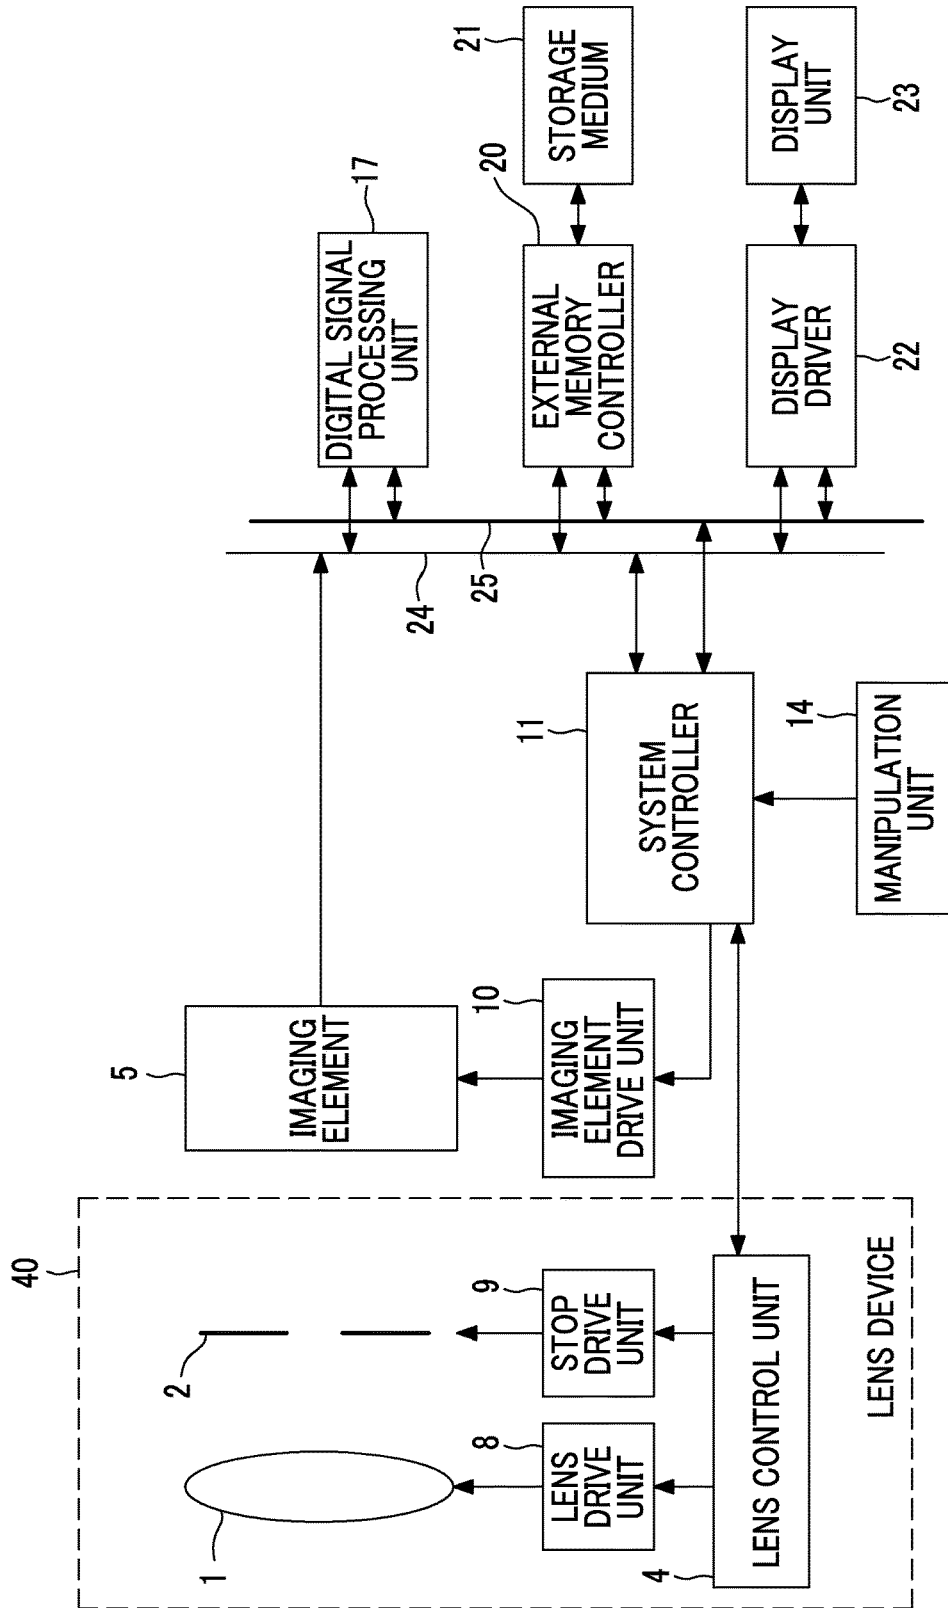 40
1
2
5
LENS
DRIVE
UNIT
8
STOP
DRIVE
UNIT
9
LENS CONTROL UNIT
4
LENS DEVICE
IMAGING
ELEMENT
IMAGING
ELEMENT
DRIVE UNIT
10
SYSTEM
CONTROLLER
11
MANIPULATION
UNIT
14
24
25
DIGITAL SIGNAL
PROCESSING
UNIT
17
EXTERNAL
MEMORY
CONTROLLER
20
STORAGE
MEDIUM
21
DISPLAY
DRIVER
22
DISPLAY
UNIT
23